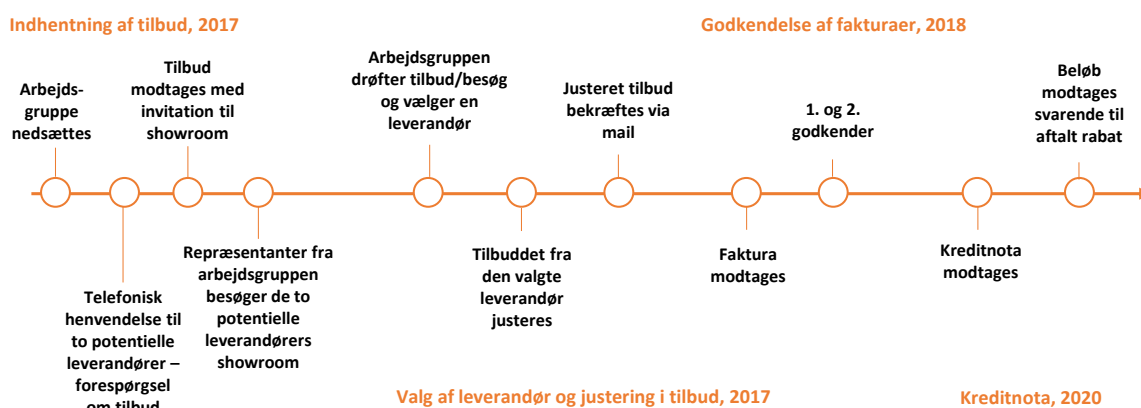 Indhentning af tilbud, 2017
Godkendelse af fakturaer, 2018
Arbejds-
gruppe
nedsættes
Tilbud
modtages med
invitation til
showroom
Arbejdsgruppen
drøfter tilbud/besøg
og vælger en
leverandør
Justeret tilbud
bekræftes via
mail
1. og 2.
godkender
Beløb
modtages
svarende til
aftalt rabat
Telefonisk
henvendelse til
to potentielle
leverandører –
forespørgsel
om tilbud
Repræsentanter fra
arbejdsgruppen
besøger de to
potentielle
leverandørers
showroom
Tilbuddet fra
den valgte
leverandør
justeres
Faktura
modtages
Kreditnota
modtages
Valg af leverandør og justering i tilbud, 2017
Kreditnota, 2020